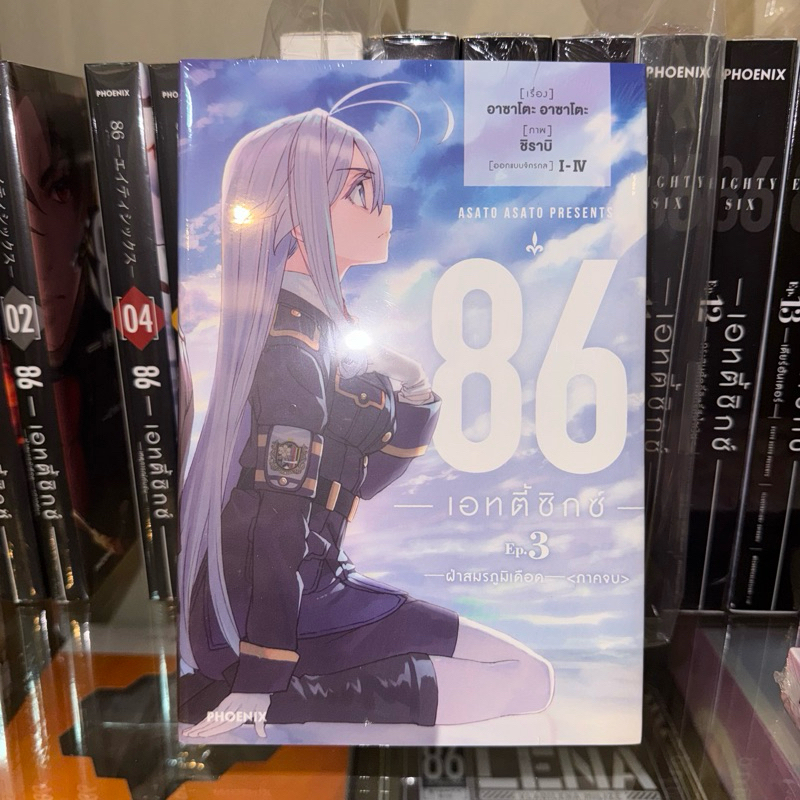 [เรื่อง]
อาซาโตะ อาซาโตะ
[ภาพ]
ชิราบิ
[ออกแบบจักรกล] I-IV
ASATO ASATO PRESENTS
86
เอทตี้ซิกซ์
Ep.3
ฝ่าสมรภูมิเดือด <ภาคจบ>
PHOENIX
02
86
เอทตี้ซิกซ์
PHOENIX
86 —エイティシックス—
04
86
เอทตี้ซิกซ์
PHOENIX
PHOENIX
EIGHTY
SIX
Ep.12
เอทตี้ซิกซ์
Ep.13
86
LENA